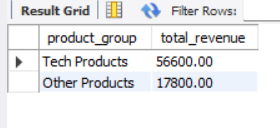 Result Grid Filter Rows:
product_group total_revenue
Tech Products 56600.00
Other Products 17800.00